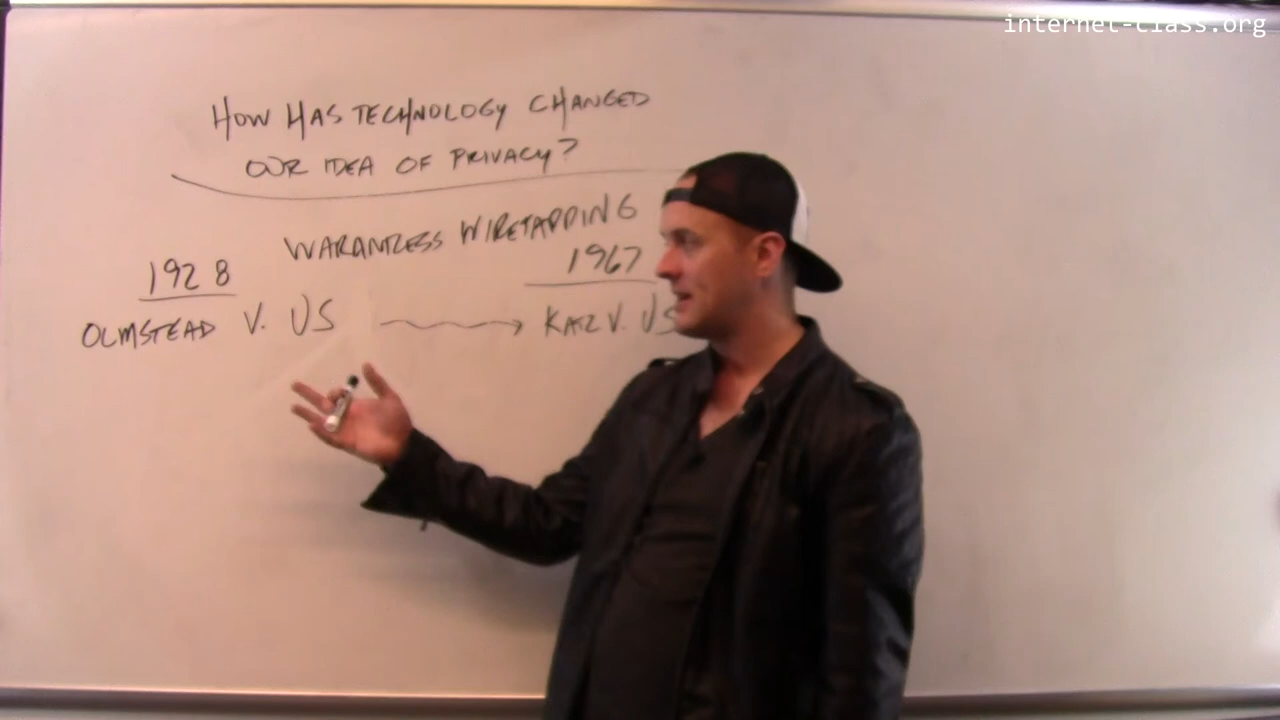 internet-class.org
HOW HAS TECHNOLOGY CHANGED
OUR IDEA OF PRIVACY?
WARANTLESS WIRETAPPING
1928
1967
OLMSTEAD V. US
KATZ V. US